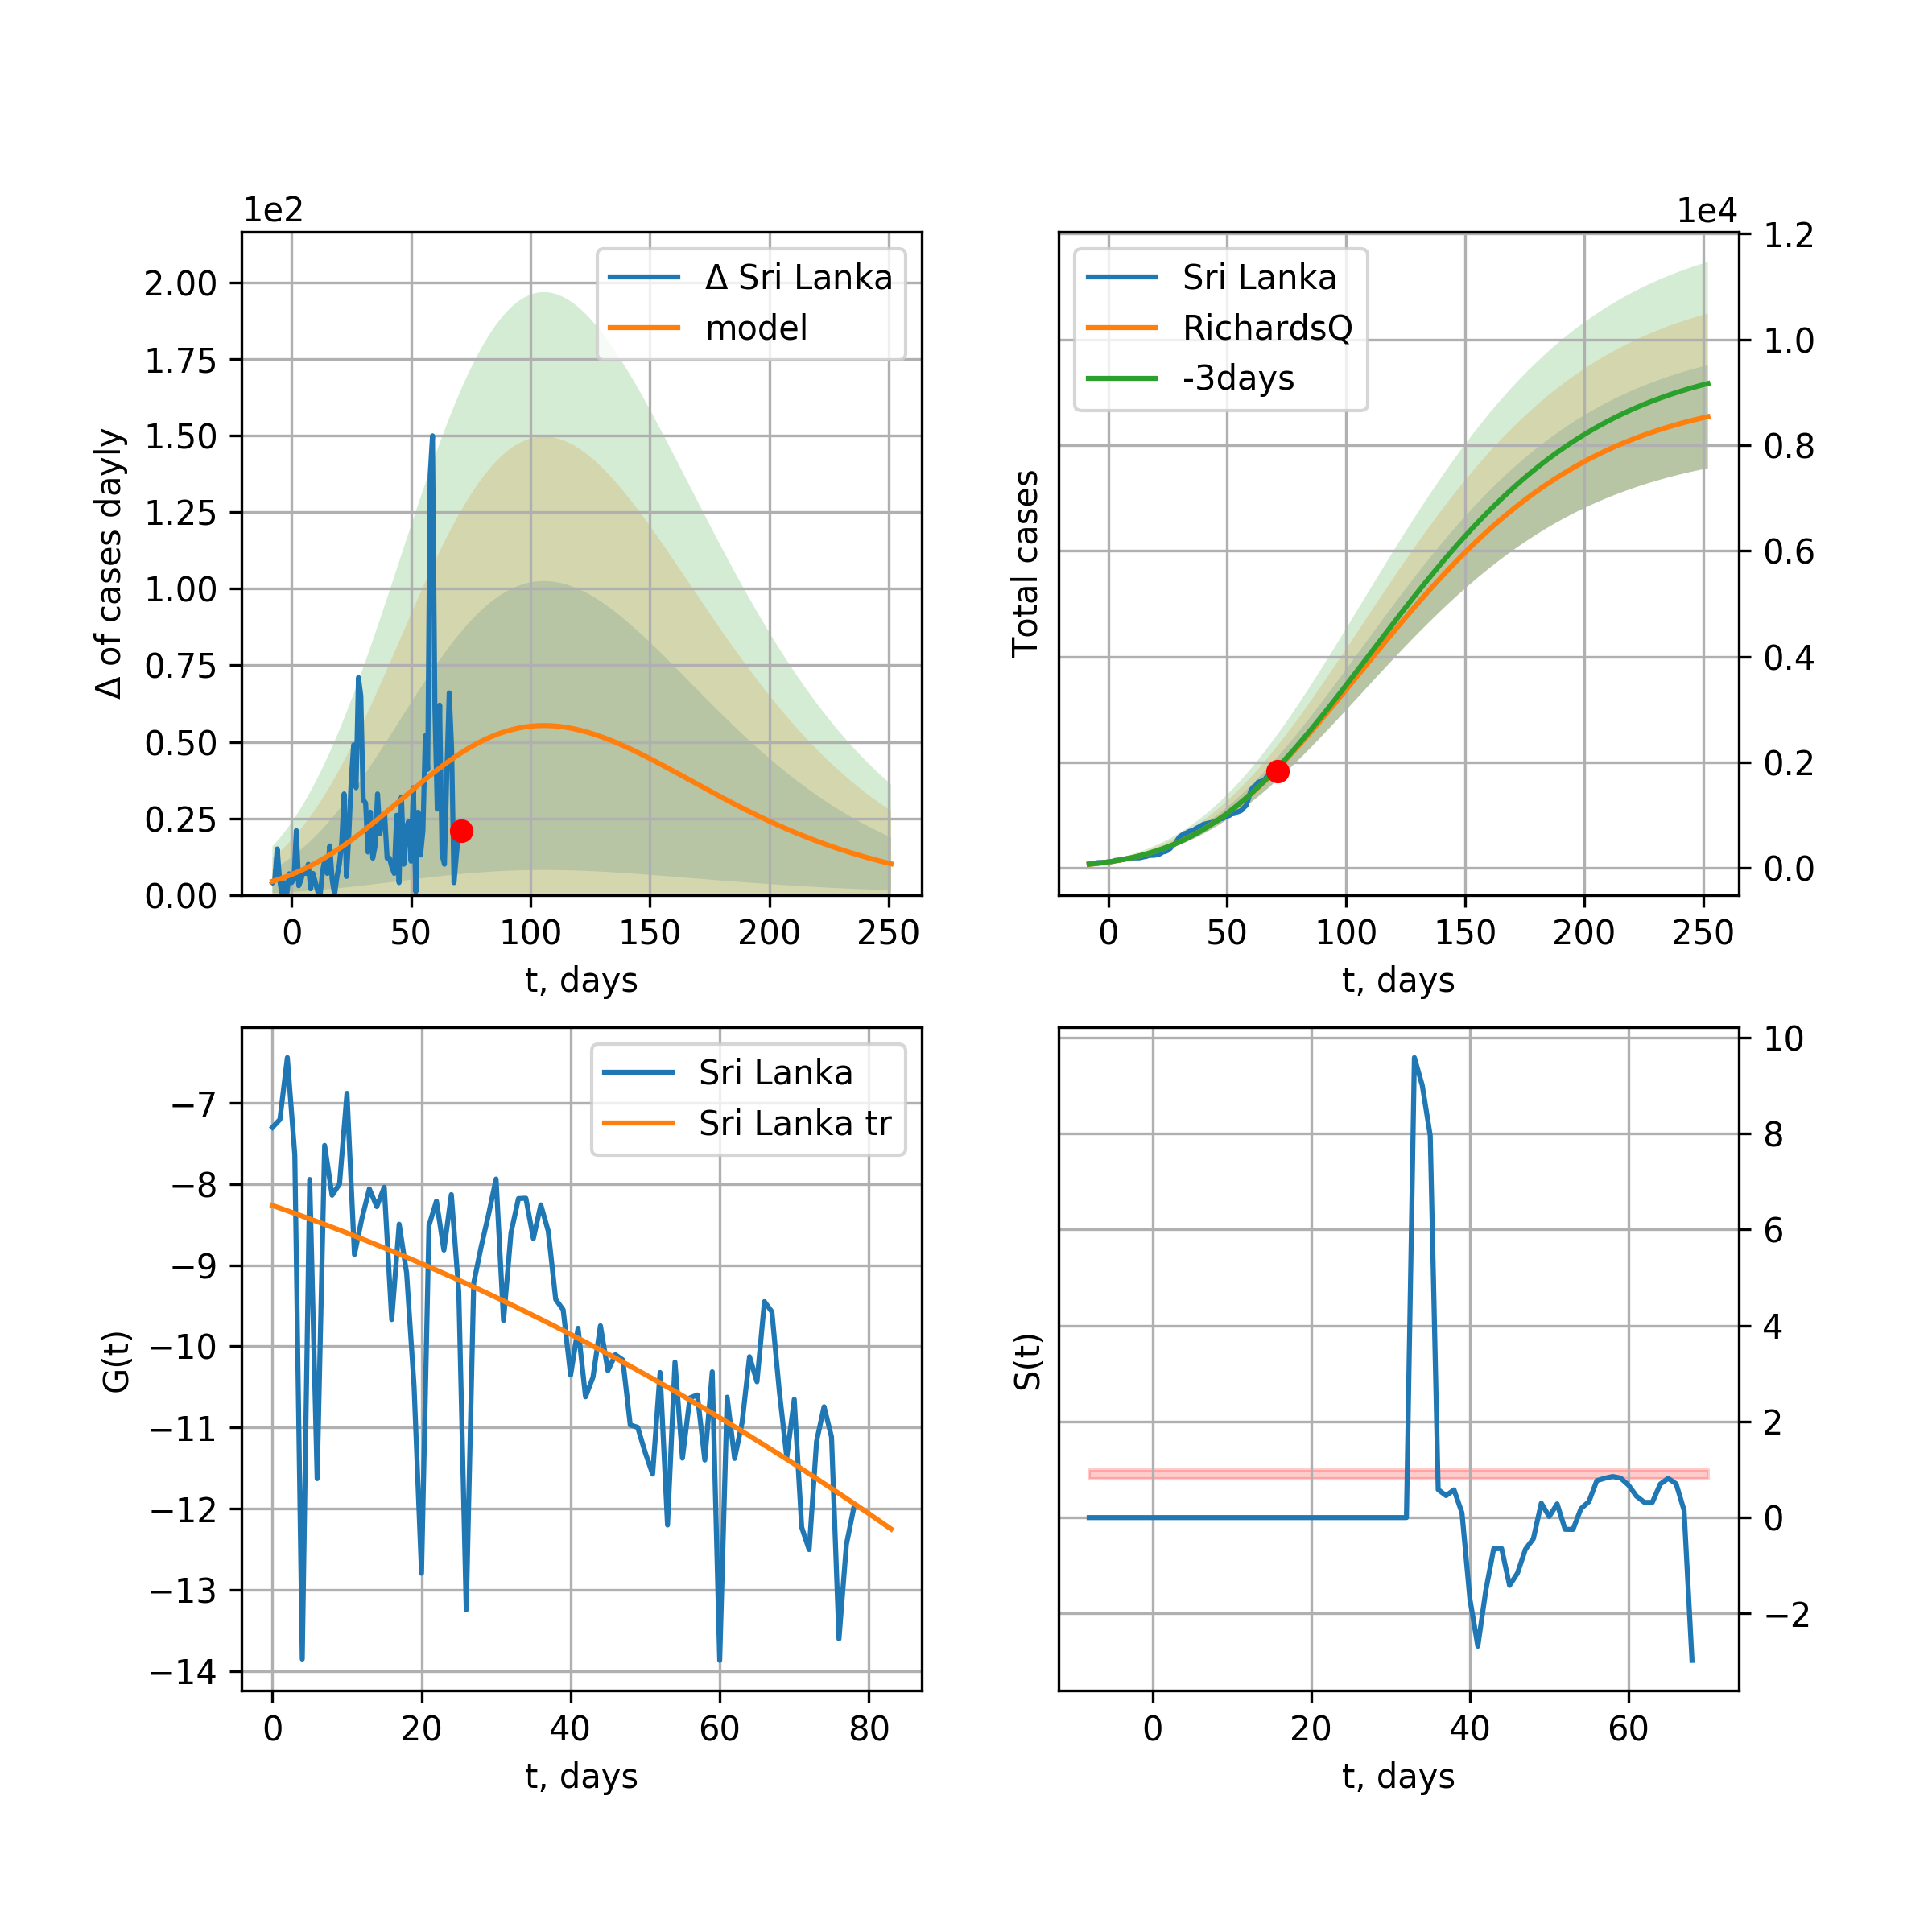 1e2
Δ of cases dayly
2.00
1.75
1.50
1.25
1.00
0.75
0.50
0.25
0.00
Δ Sri Lanka
model
0 50 100 150 200 250
t, days
1e4
Total cases
Sri Lanka
RichardsQ
-3days
1.2
1.0
0.8
0.6
0.4
0.2
0.0
0 50 100 150 200 250
t, days
G(t)
−7
−8
−9
−10
−11
−12
−13
−14
Sri Lanka
Sri Lanka tr
0 20 40 60 80
t, days
S(t)
10
8
6
4
2
0
−2
0 20 40 60
t, days